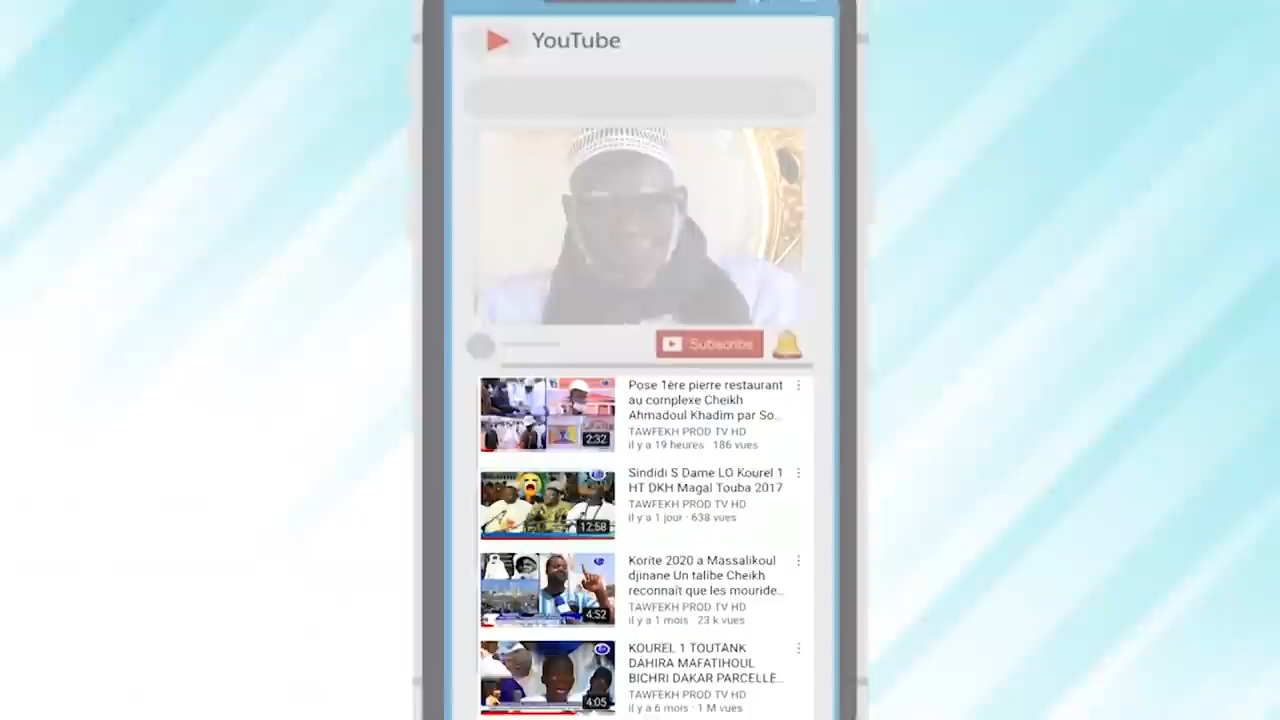 YouTube
Subscribe
Pose 1ère pierre restaurant
au complexe Cheikh
Ahmadoul Khadim par So...
TAWFEKH PROD TV HD
il y a 19 heures · 186 vues
2:32
Sindidi S Dame LO Kourel 1
HT DKH Magal Touba 2017
TAWFEKH PROD TV HD
il y a 1 jour · 638 vues
12:58
Korite 2020 a Massalikoul
djinane Un talibe Cheikh
reconnaît que les mouride...
TAWFEKH PROD TV HD
il y a 1 mois · 23 k vues
4:52
KOUREL 1 TOUTANK
DAHIRA MAFATIHOUL
BICHRI DAKAR PARCELLE...
TAWFEKH PROD TV HD
il y a 6 mois · 1 M vues
4:05